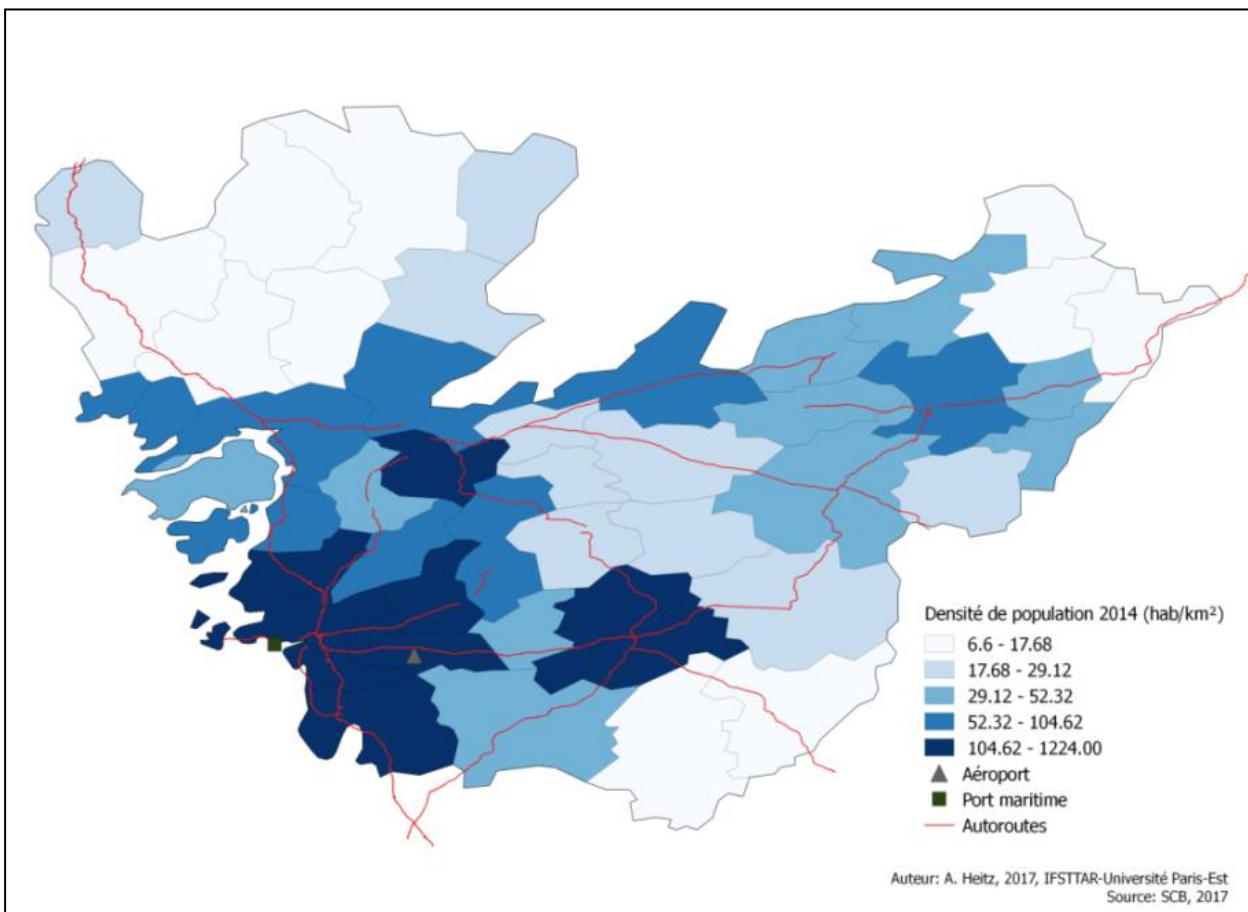 Densité de population 2014 (hab/km²)
6.6 - 17.68
17.68 - 29.12
29.12 - 52.32
52.32 - 104.62
104.62 - 1224.00
Aéroport
Port maritime
Autoroutes
Auteur: A. Heitz, 2017, IFSTTAR-Université Paris-Est
Source: SCB, 2017